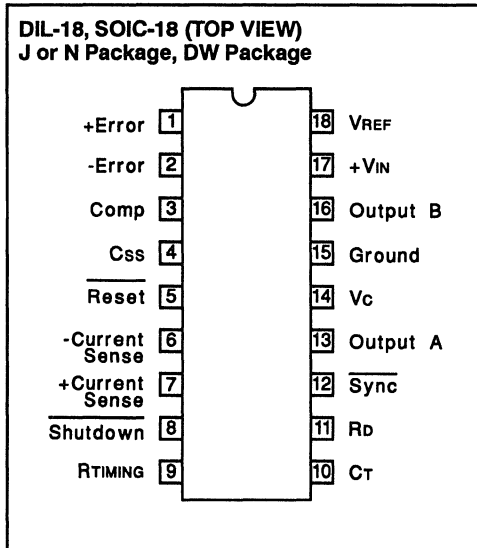 DIL-18, SOIC-18 (TOP VIEW)
J or N Package, DW Package
+Error 1 18 VREF
-Error 2 17 +VIN
Comp 3 16 Output B
Css 4 15 Ground
Reset 5 14 Vc
-Current Sense 6 13 Output A
+Current Sense 7 12 Sync
Shutdown 8 11 RD
RTIMING 9 10 CT